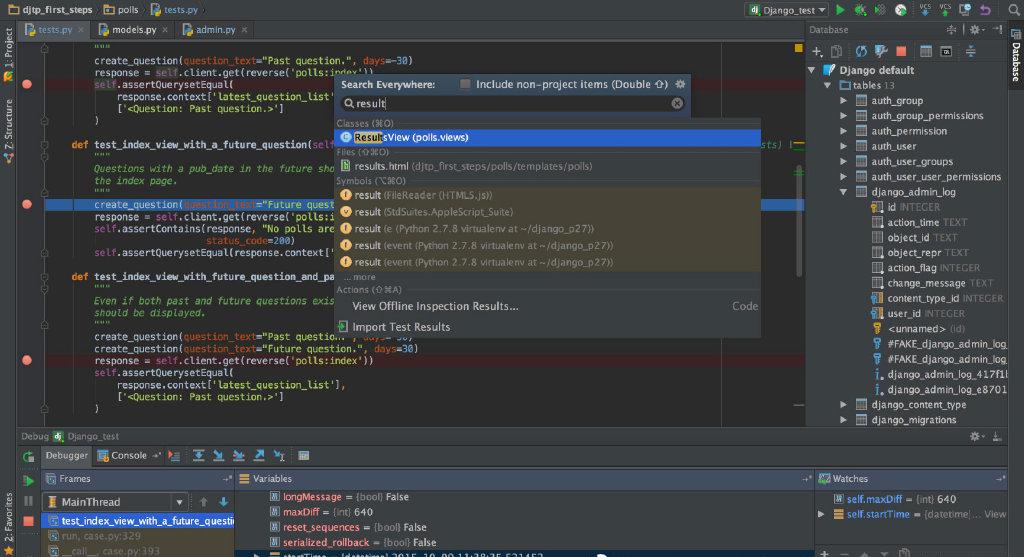 djtp_first_steps
polls
tests.py
Django_test
VCS
VCS
tests.py
models.py
admin.py
1: Project
Z: Structure
2: Favorites
"""
create_question(question_text="Past question.", days=-30)
response = self.client.get(reverse('polls:index'))
self.assertQuerysetEqual(
response.context['latest_question_list'
['<Question: Past question.>']
)
def test_index_view_with_a_future_question(self
"""
Questions with a pub_date in the future sho
the index page.
"""
create_question(question_text="Future quest
response = self.client.get(reverse('polls:i
self.assertContains(response, "No polls are
status_code=200)
self.assertQuerysetEqual(response.context['
def test_index_view_with_future_question_and_pa
"""
Even if both past and future questions exis
should be displayed.
"""
create_question(question_text="Past question.", days=-30)
create_question(question_text="Future question.", days=30)
response = self.client.get(reverse('polls:index'))
self.assertQuerysetEqual(
response.context['latest_question_list'],
['<Question: Past question.>']
)
Search Everywhere:
Include non-project items (Double ⇧)
result
Classes (⌘O)
ResultsView (polls.views)
Files (⇧⌘O)
results.html (djtp_first_steps/polls/templates/polls)
Symbols (⌥⌘O)
result (FileReader (HTML5.js))
result (StdSuites.AppleScript_Suite)
result (e (Python 2.7.8 virtualenv at ~/django_p27))
result (event (Python 2.7.8 virtualenv at ~/django_p27))
result (event (Python 2.7.8 virtualenv at ~/django_p27))
... more
Actions (⇧⌘A)
View Offline Inspection Results...
Code
Import Test Results
Database
Database
Django default
tables 13
auth_group
auth_group_permissions
auth_permission
auth_user
auth_user_groups
auth_user_user_permissions
django_admin_log
id INTEGER
action_time TEXT
object_id TEXT
object_repr TEXT
action_flag INTEGER
change_message TEXT
content_type_id INTEGER
user_id INTEGER
<unnamed> (id)
#FAKE_django_admin_log_
#FAKE_django_admin_log_
django_admin_log_417f1
django_admin_log_e8701
django_content_type
django_migrations
Debug
Django_test
Debugger
Console
Frames
MainThread
test_index_view_with_a_future_questi
run, case.py:329
__call__, case.py:393
Variables
longMessage = {bool} False
maxDiff = {int} 640
reset_sequences = {bool} False
serialized_rollback = {bool} False
startTime = {datetime} 2015-10-09 11:38:35.521452
Watches
self.maxDiff = {int} 640
self.startTime = {datetime} ... View